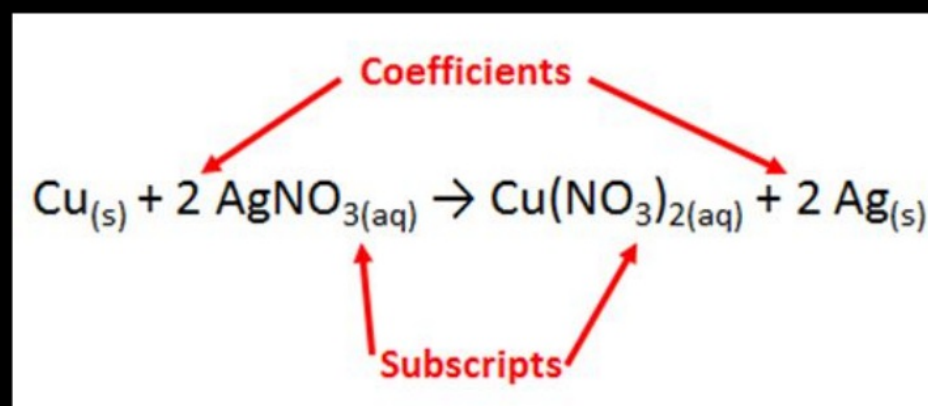 Coefficients
Cu(s) + 2 AgNO3(aq) → Cu(NO3)2(aq) + 2 Ag(s)
Subscripts